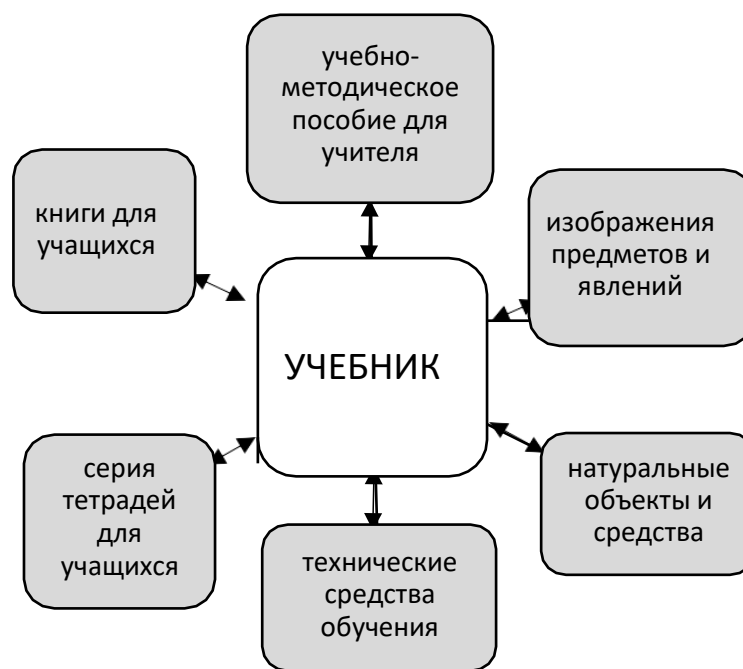 учебно-
методическое
пособие для
учителя
книги для
учащихся
изображения
предметов и
явлений
УЧЕБНИК
серия
тетрадей
для
учащихся
натуральные
объекты и
средства
технические
средства
обучения